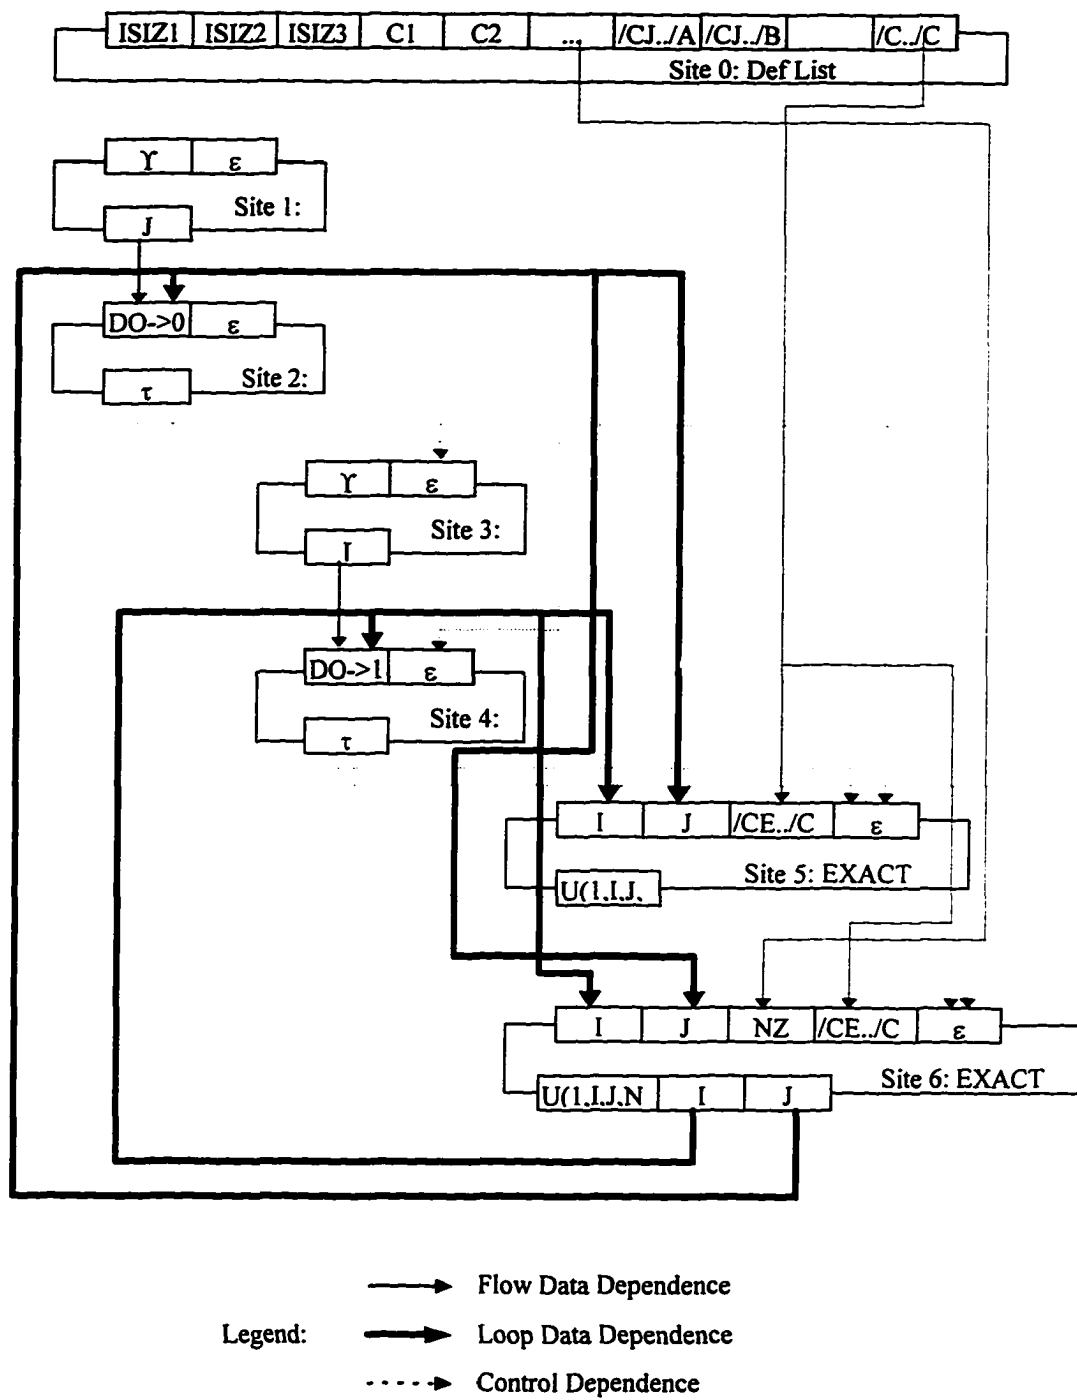 ISIZ1 ISIZ2 ISIZ3 C1 C2 ... /CJ../A /CJ../B /C../C
Site 0: Def List
ϒ ε
Site 1:
J
DO->0 ε
Site 2:
τ
ϒ ε
Site 3:
I
DO->1 ε
Site 4:
τ
I J /CE../C ε
Site 5: EXACT
U(1,I,J,
I J NZ /CE../C ε
Site 6: EXACT
U(1,I,J,N I J
Flow Data Dependence
Legend: Loop Data Dependence
Control Dependence